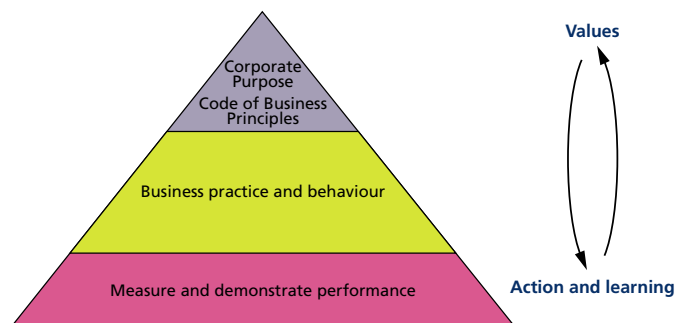 Corporate
Purpose
Code of Business
Principles
Business practice and behaviour
Measure and demonstrate performance
Values
Action and learning